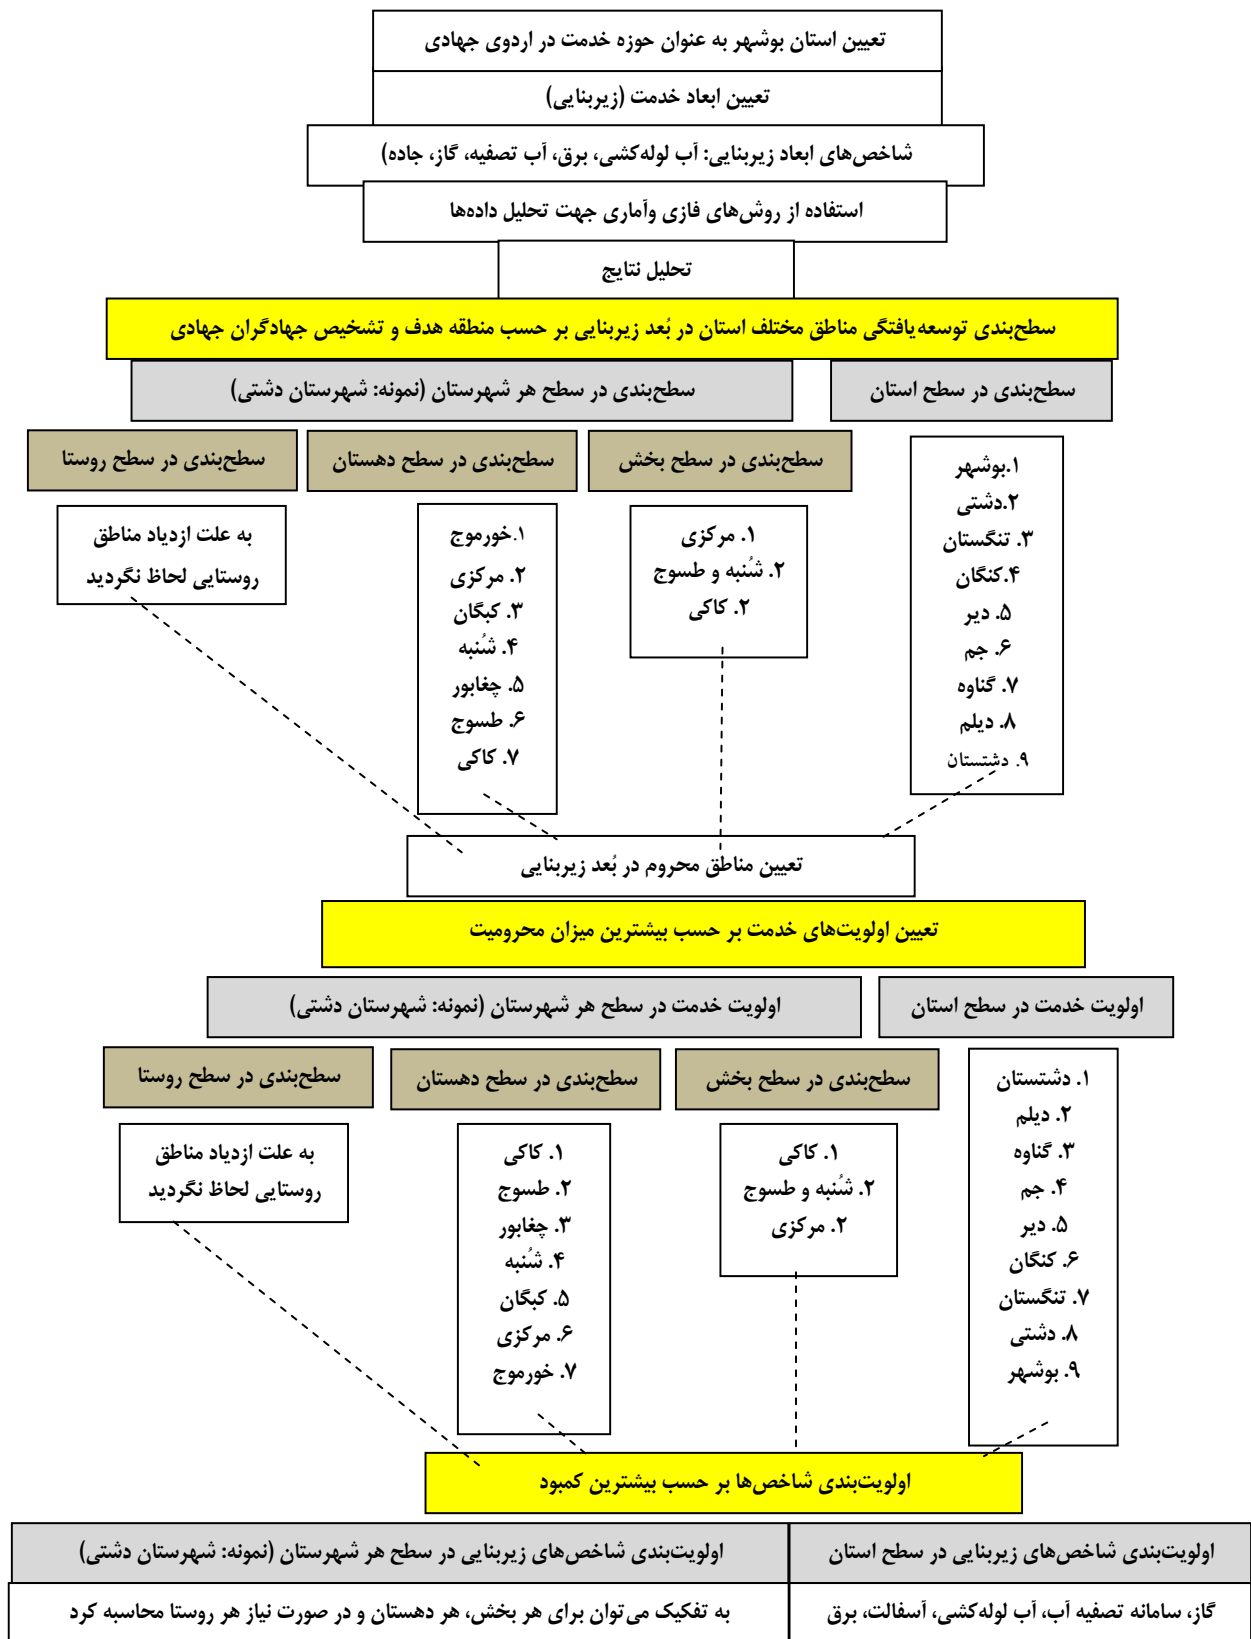 تعیین استان بوشهر به عنوان حوزه خدمت در اردوی جهادی
تعیین ابعاد خدمت (زیربنایی)
شاخص‌های ابعاد زیربنایی: آب لوله‌کشی، برق، آب تصفیه، گاز، جاده)
استفاده از روش‌های فازی وآماری جهت تحلیل داده‌ها
تحلیل نتایج
سطح‌بندی توسعه‌یافتگی مناطق مختلف استان در بُعد زیربنایی بر حسب منطقه هدف و تشخیص جهادگران جهادی
سطح‌بندی در سطح استان
سطح‌بندی در سطح هر شهرستان (نمونه: شهرستان دشتی)
سطح‌بندی در سطح بخش
سطح‌بندی در سطح دهستان
سطح‌بندی در سطح روستا
۱.بوشهر
۲.دشتی
۳. تنگستان
۴.کنگان
۵. دیر
۶. جم
۷. گناوه
۸. دیلم
۹. دشتستان
۱. مرکزی
۲. شُنبه و طسوج
۲. کاکی
۱.خورموج
۲. مرکزی
۳. کبگان
۴. شُنبه
۵. چغابور
۶. طسوج
۷. کاکی
به علت ازدیاد مناطق
روستایی لحاظ نگردید
تعیین مناطق محروم در بُعد زیربنایی
تعیین اولویت‌های خدمت بر حسب بیشترین میزان محرومیت
اولویت خدمت در سطح استان
اولویت خدمت در سطح هر شهرستان (نمونه: شهرستان دشتی)
سطح‌بندی در سطح بخش
سطح‌بندی در سطح دهستان
سطح‌بندی در سطح روستا
۱. دشتستان
۲. دیلم
۳. گناوه
۴. جم
۵. دیر
۶. کنگان
۷. تنگستان
۸. دشتی
۹. بوشهر
۱. کاکی
۲. شُنبه و طسوج
۲. مرکزی
۱. کاکی
۲. طسوج
۳. چغابور
۴. شُنبه
۵. کبگان
۶. مرکزی
۷. خورموج
به علت ازدیاد مناطق
روستایی لحاظ نگردید
اولویت‌بندی شاخص‌ها بر حسب بیشترین کمبود
اولویت‌بندی شاخص‌های زیربنایی در سطح استان
اولویت‌بندی شاخص‌های زیربنایی در سطح هر شهرستان (نمونه: شهرستان دشتی)
گاز، سامانه تصفیه آب، آب لوله‌کشی، آسفالت، برق
به تفکیک می‌توان برای هر بخش، هر دهستان و در صورت نیاز هر روستا محاسبه کرد